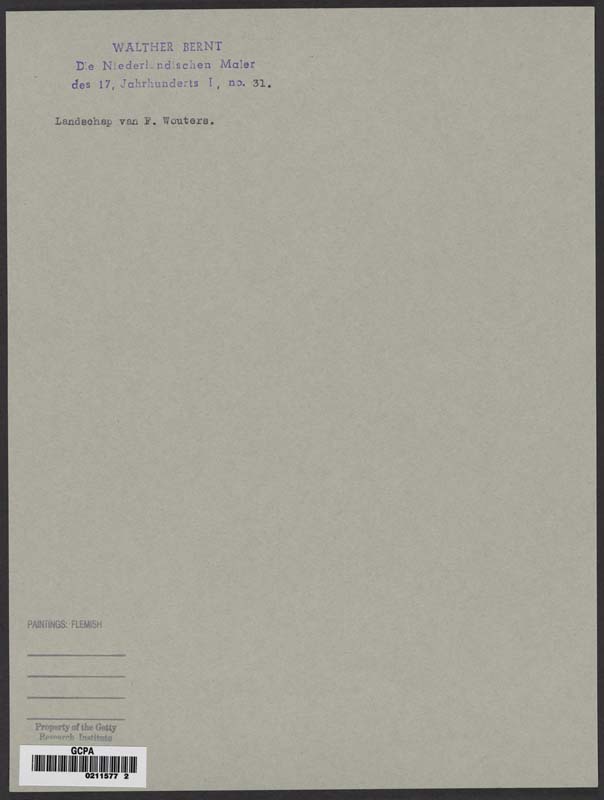 WALTHER BERNT
Die Niederlandischen Maler
des 17, Jahrhunderts I, no. 31.
Landschap van F. Wouters.
PAINTINGS: FLEMISH
Property of the Getty
Research Institute
GCPA
0211577 2